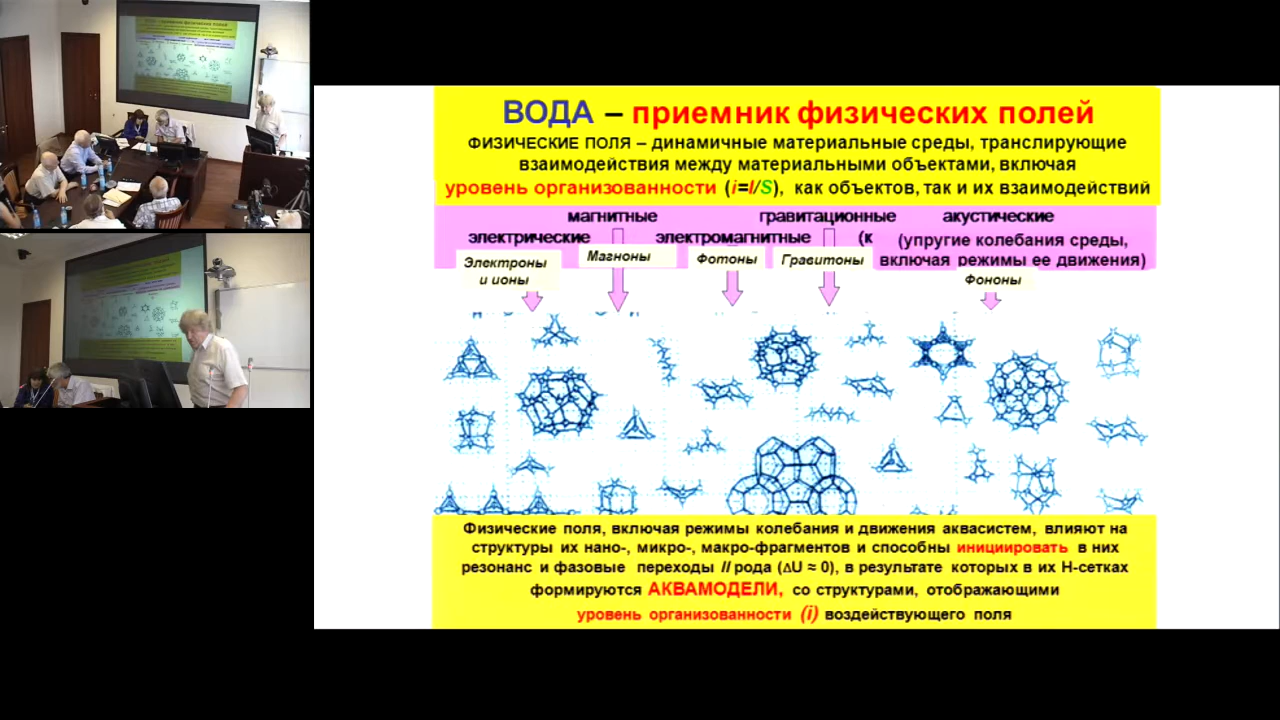 ВОДА – приемник физических полей
ФИЗИЧЕСКИЕ ПОЛЯ – динамичные материальные среды, транслирующие
взаимодействия между материальными объектами, включая
уровень организованности (i=I/S), как объектов, так и их взаимодействий
магнитные гравитационные акустические
электрические электромагнитные (к (упругие колебания среды,
включая режимы ее движения)
Электроны
и ионы
Магноны
Фотоны
Гравитоны
Фононы
Физические поля, включая режимы колебания и движения аквасистем, влияют на
структуры их нано-, микро-, макро-фрагментов и способны инициировать в них
резонанс и фазовые переходы II рода (ΔU ≈ 0), в результате которых в их Н-сетках
формируются АКВАМОДЕЛИ, со структурами, отображающими
уровень организованности (i) воздействующего поля